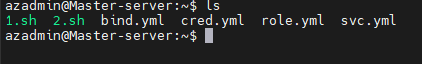 azadmin@Master-server:~$ ls
1.sh 2.sh bind.yml cred.yml role.yml svc.yml
azadmin@Master-server:~$